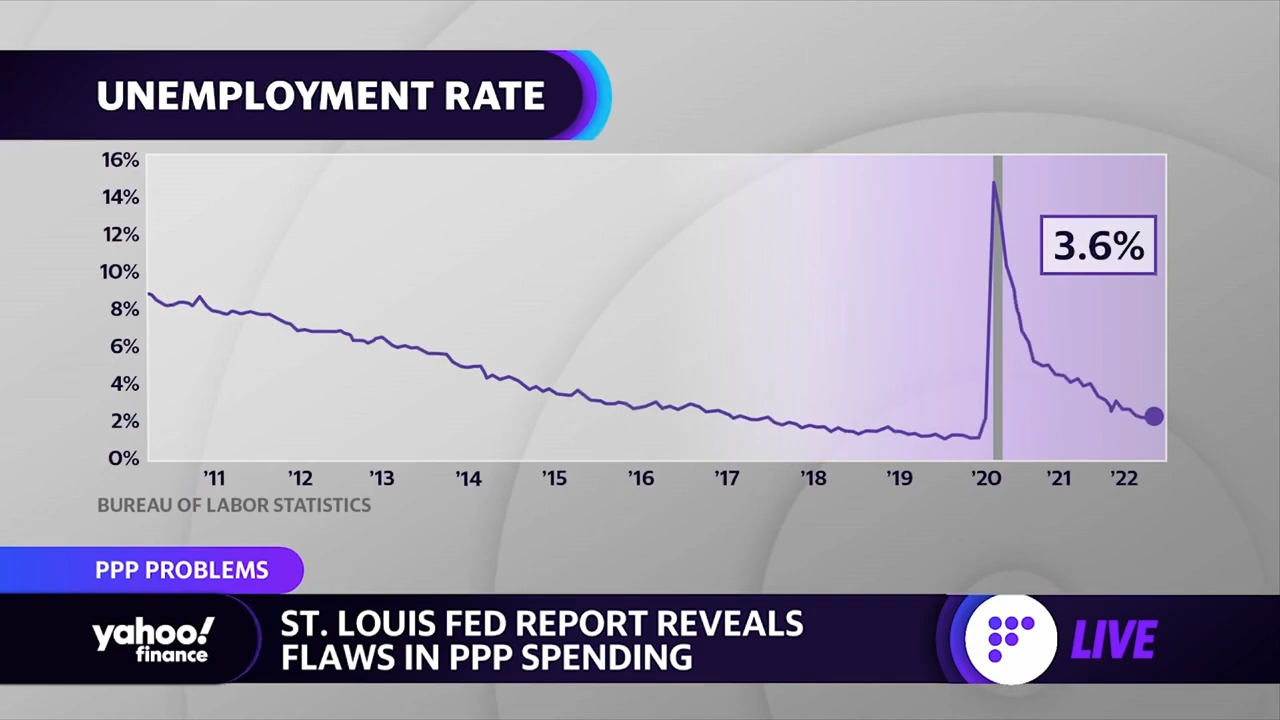 UNEMPLOYMENT RATE
16%
14%
12%
10%
8%
6%
4%
2%
0%
3.6%
’11 ’12 ’13 ’14 ’15 ’16 ’17 ’18 ’19 ’20 ’21 ’22
BUREAU OF LABOR STATISTICS
PPP PROBLEMS
yahoo!
finance
ST. LOUIS FED REPORT REVEALS
FLAWS IN PPP SPENDING
LIVE